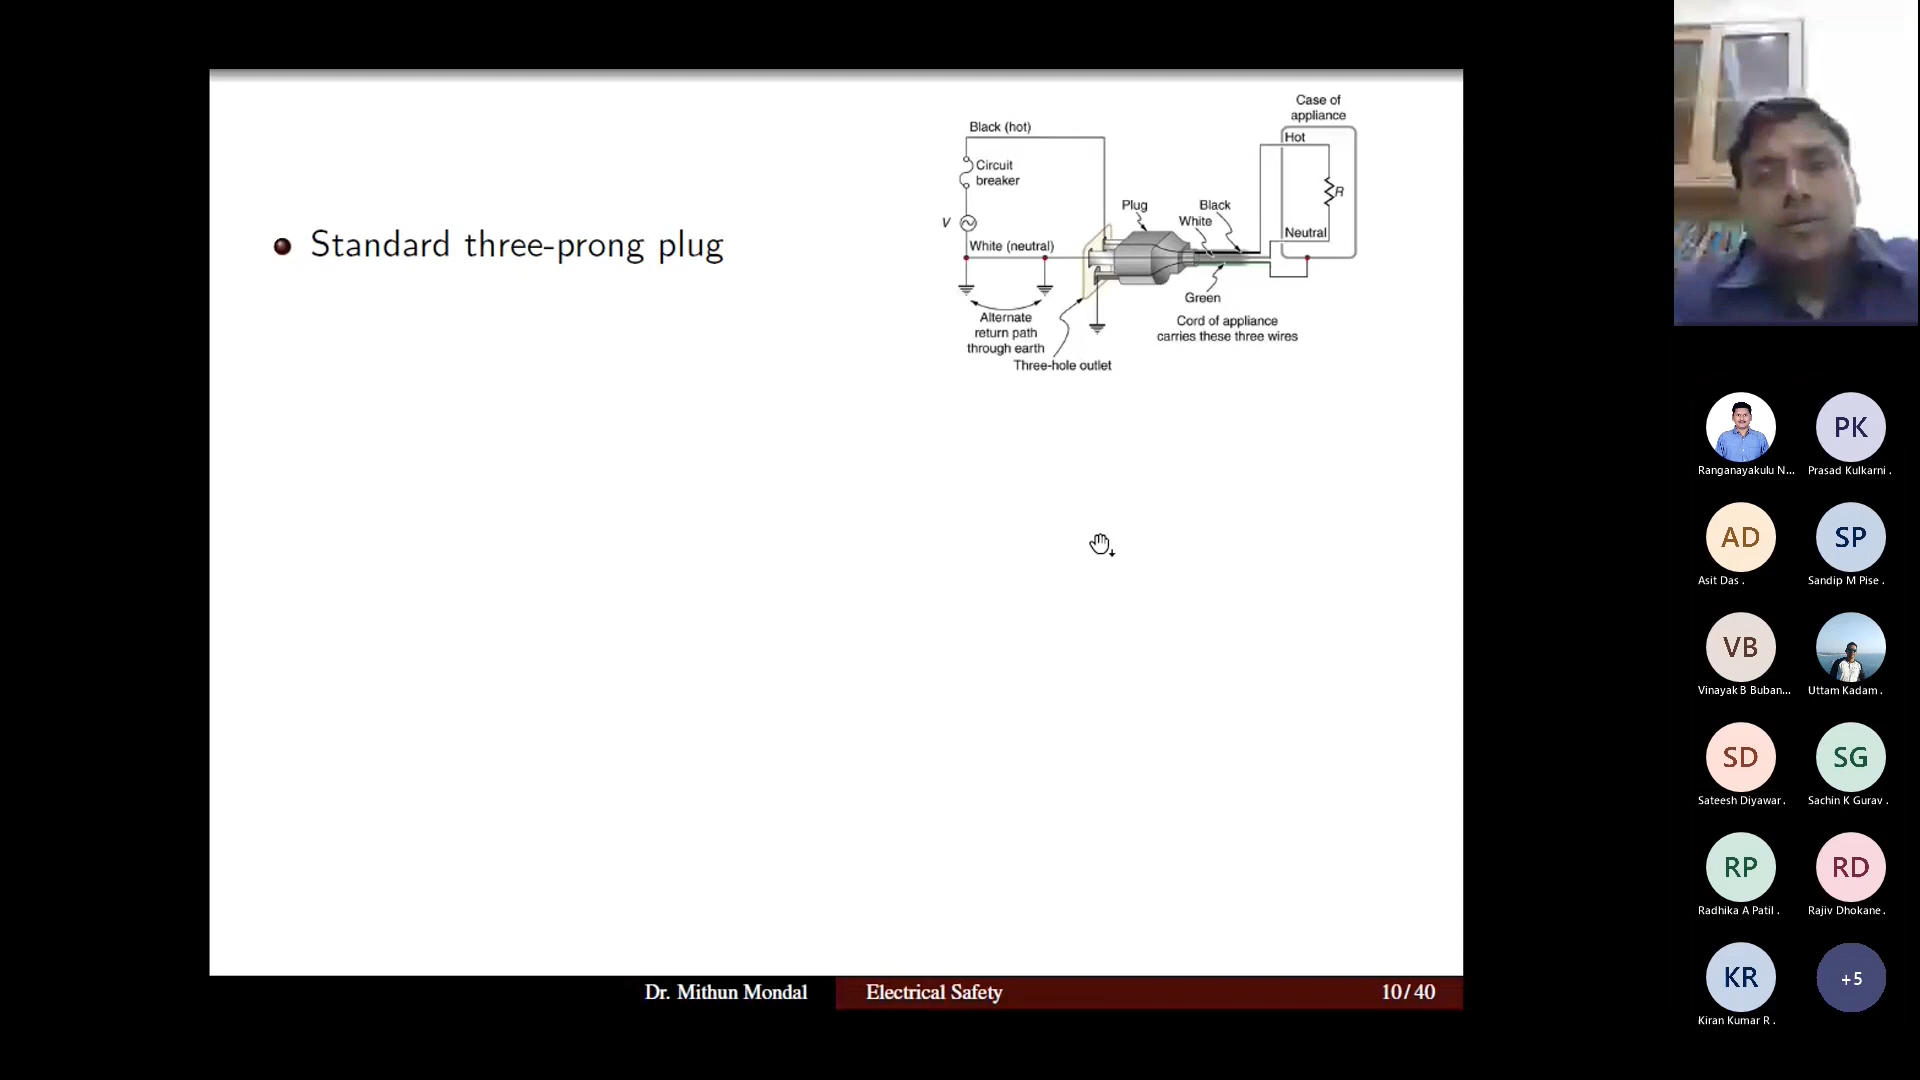 Standard three-prong plug
Black (hot)
Circuit
breaker
V
White (neutral)
Alternate
return path
through earth
Three-hole outlet
Plug
Black
White
Green
Cord of appliance
carries these three wires
Case of
appliance
Hot
R
Neutral
Dr. Mithun Mondal
Electrical Safety
10/40
Ranganayakulu N...
PK
Prasad Kulkarni .
AD
Asit Das .
SP
Sandip M Pise .
VB
Vinayak B Buban...
Uttam Kadam .
SD
Sateesh Diyawar .
SG
Sachin K Gurav .
RP
Radhika A Patil .
RD
Rajiv Dhokane .
KR
Kiran Kumar R .
+5